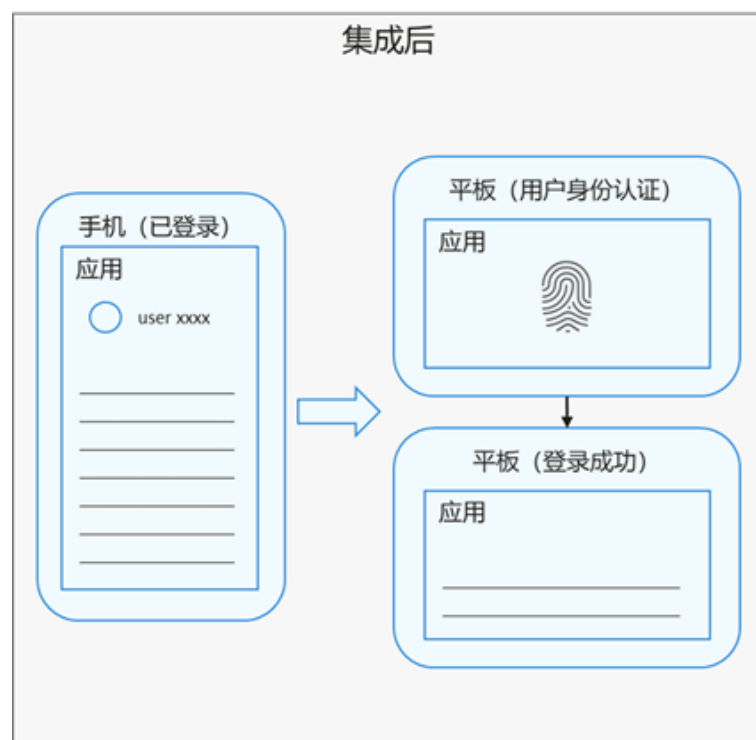 集成后
手机（已登录）
应用
user xxxx
平板（用户身份认证）
应用
平板（登录成功）
应用